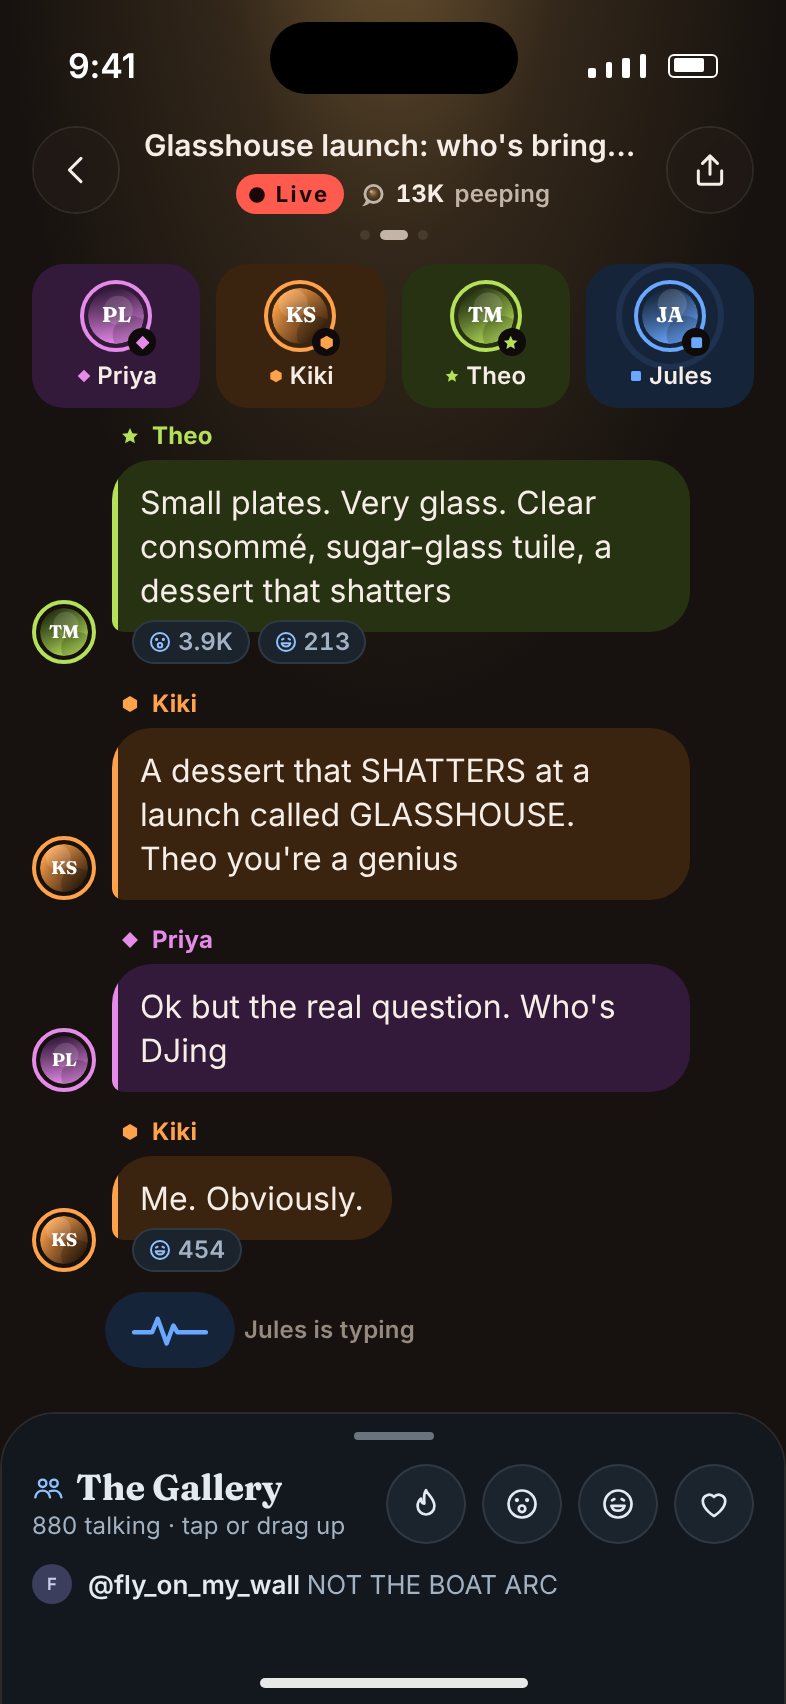 9:41
Glasshouse launch: who's bring...
Live
13K peeping
PL
KS
TM
JA
Priya
Kiki
Theo
Jules
Theo
Small plates. Very glass. Clear
consommé, sugar-glass tuile, a
dessert that shatters
TM
3.9K
213
Kiki
A dessert that SHATTERS at a
launch called GLASSHOUSE.
Theo you're a genius
KS
Priya
Ok but the real question. Who's
DJing
PL
Kiki
Me. Obviously.
KS
454
Jules is typing
The Gallery
880 talking · tap or drag up
F
@fly_on_my_wall NOT THE BOAT ARC